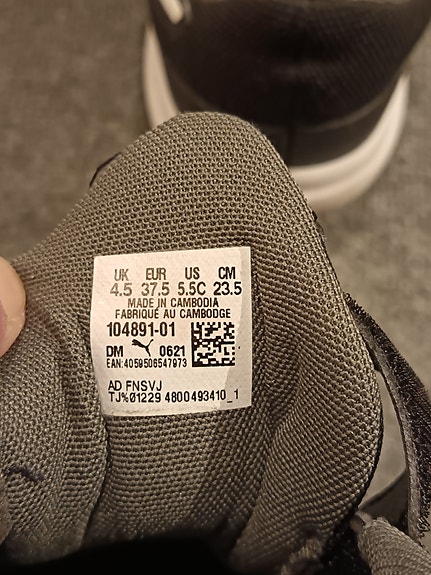 UK EUR US CM
4.5 37.5 5.5C 23.5
MADE IN CAMBODIA
FABRIQUÉ AU CAMBODGE
104891-01
DM 0621
EAN:4059506547973
AD FNSVJ
TJ%01229 4800493410_1